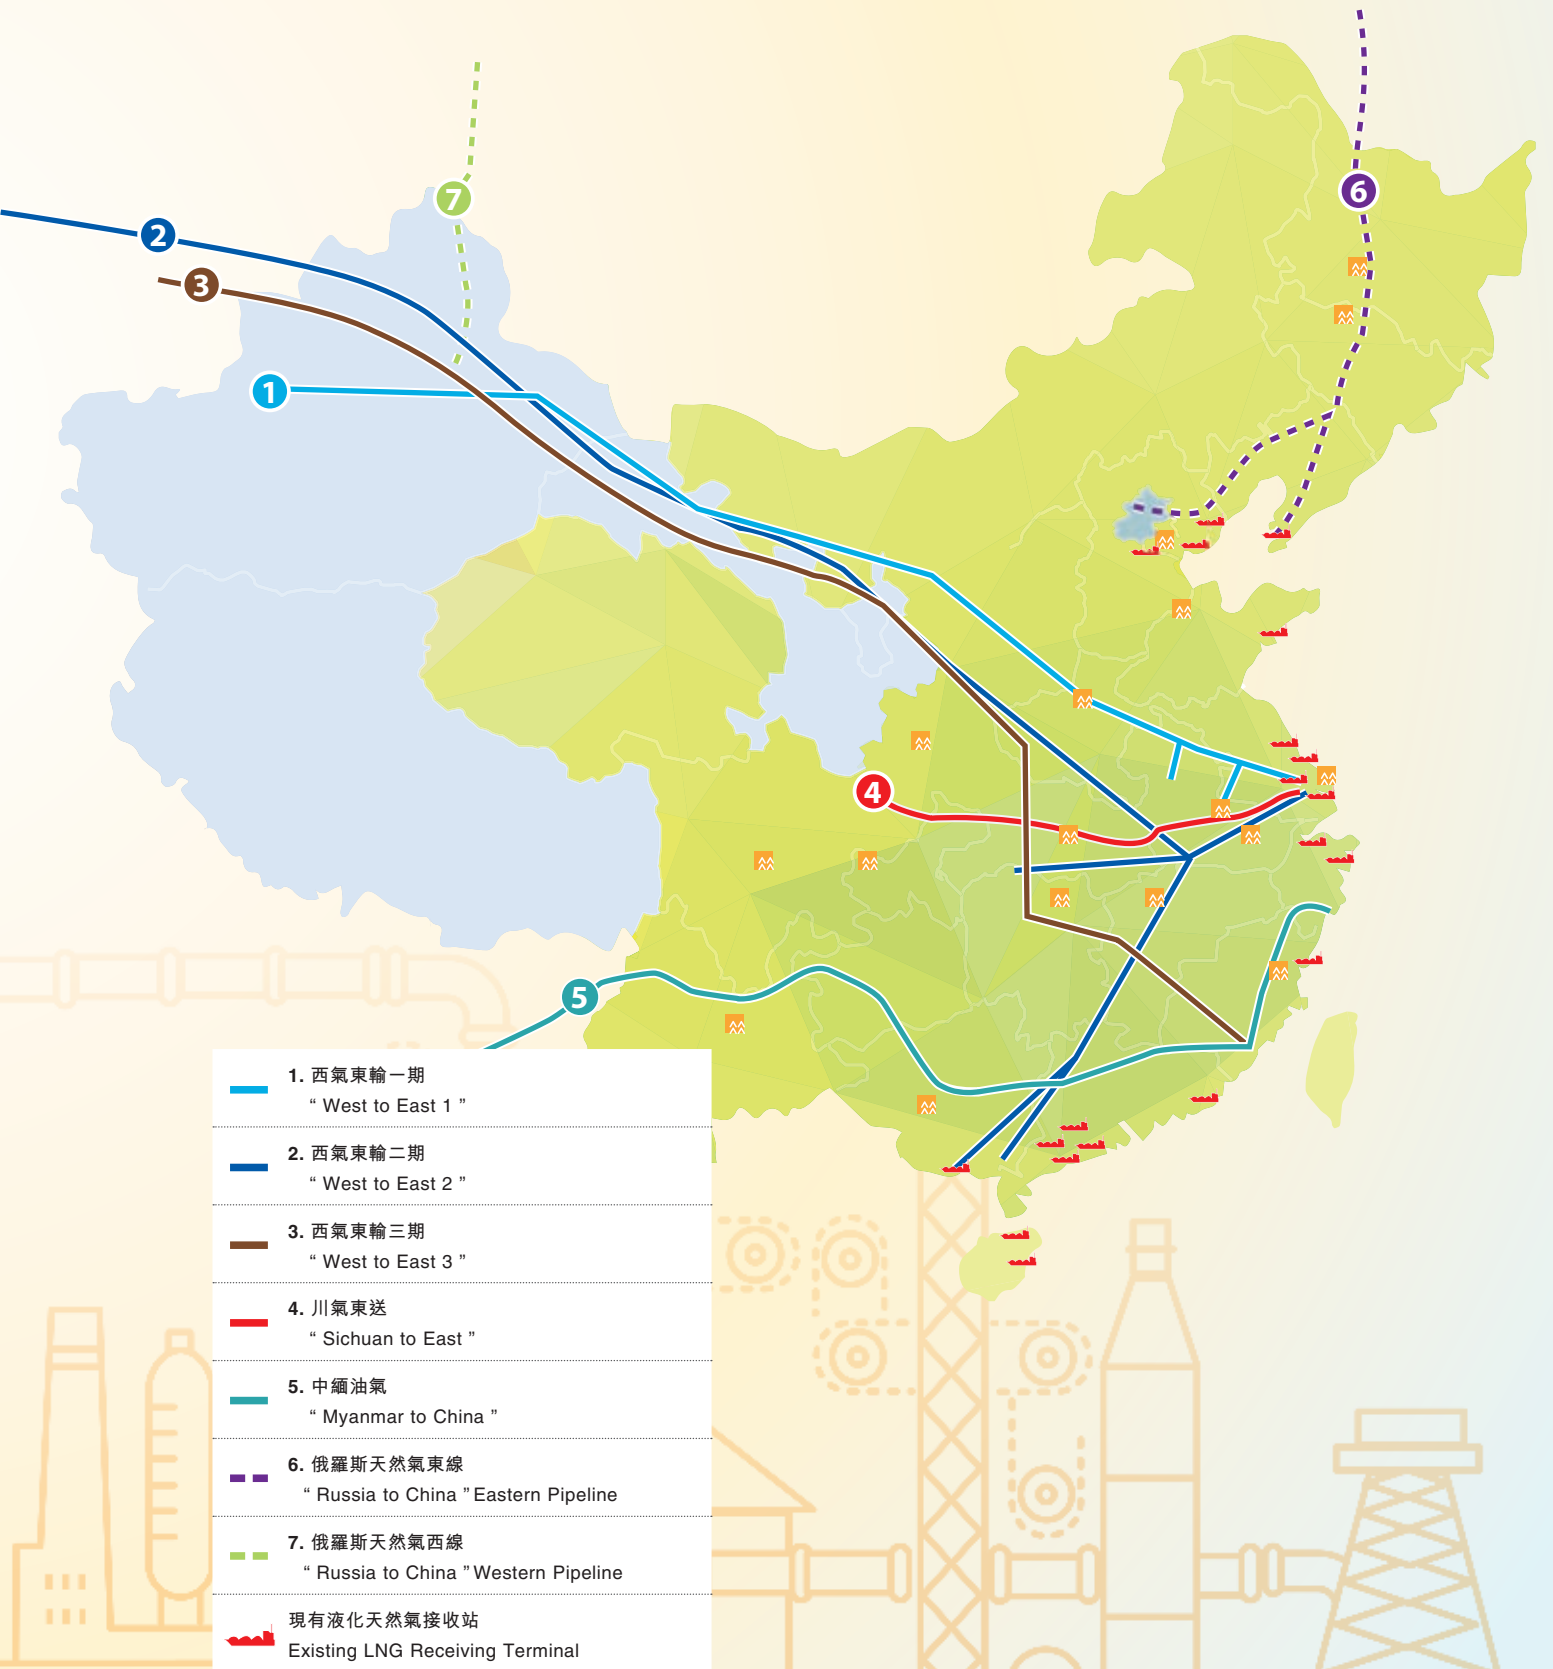 7
6
2
3
1
4
5
1. 西氣東輸一期
“ West to East 1 ”
2. 西氣東輸二期
“ West to East 2 ”
3. 西氣東輸三期
“ West to East 3 ”
4. 川氣東送
“ Sichuan to East ”
5. 中緬油氣
“ Myanmar to China ”
6. 俄羅斯天然氣東線
“ Russia to China ” Eastern Pipeline
7. 俄羅斯天然氣西線
“ Russia to China ” Western Pipeline
現有液化天然氣接收站
Existing LNG Receiving Terminal